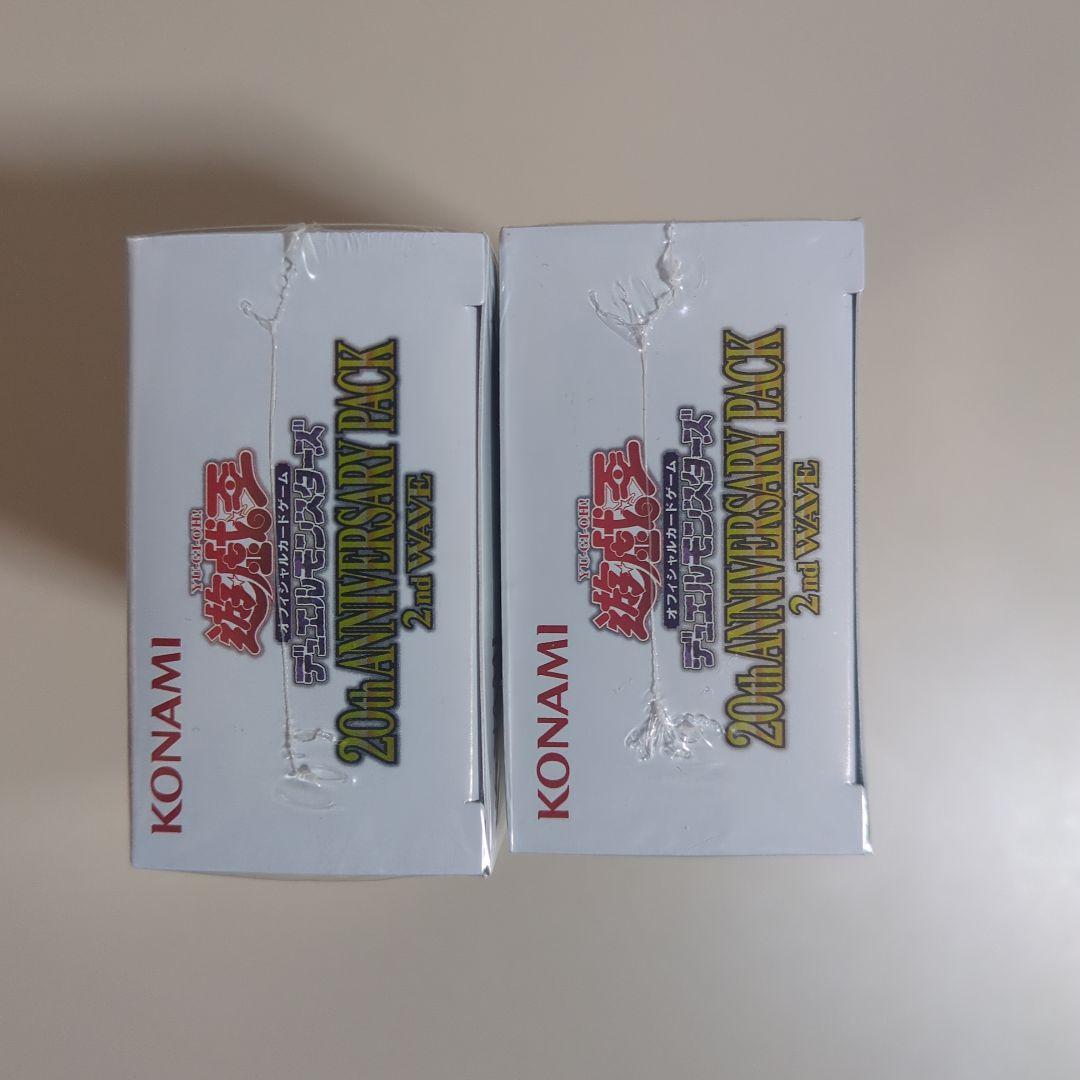 KONAMI
YU-GI-OH!
遊戯王
オフィシャルカードゲーム
デュエルモンスターズ
20th ANNIVERSARY PACK
2nd WAVE
KONAMI
YU-GI-OH!
遊戯王
オフィシャルカードゲーム
デュエルモンスターズ
20th ANNIVERSARY PACK
2nd WAVE